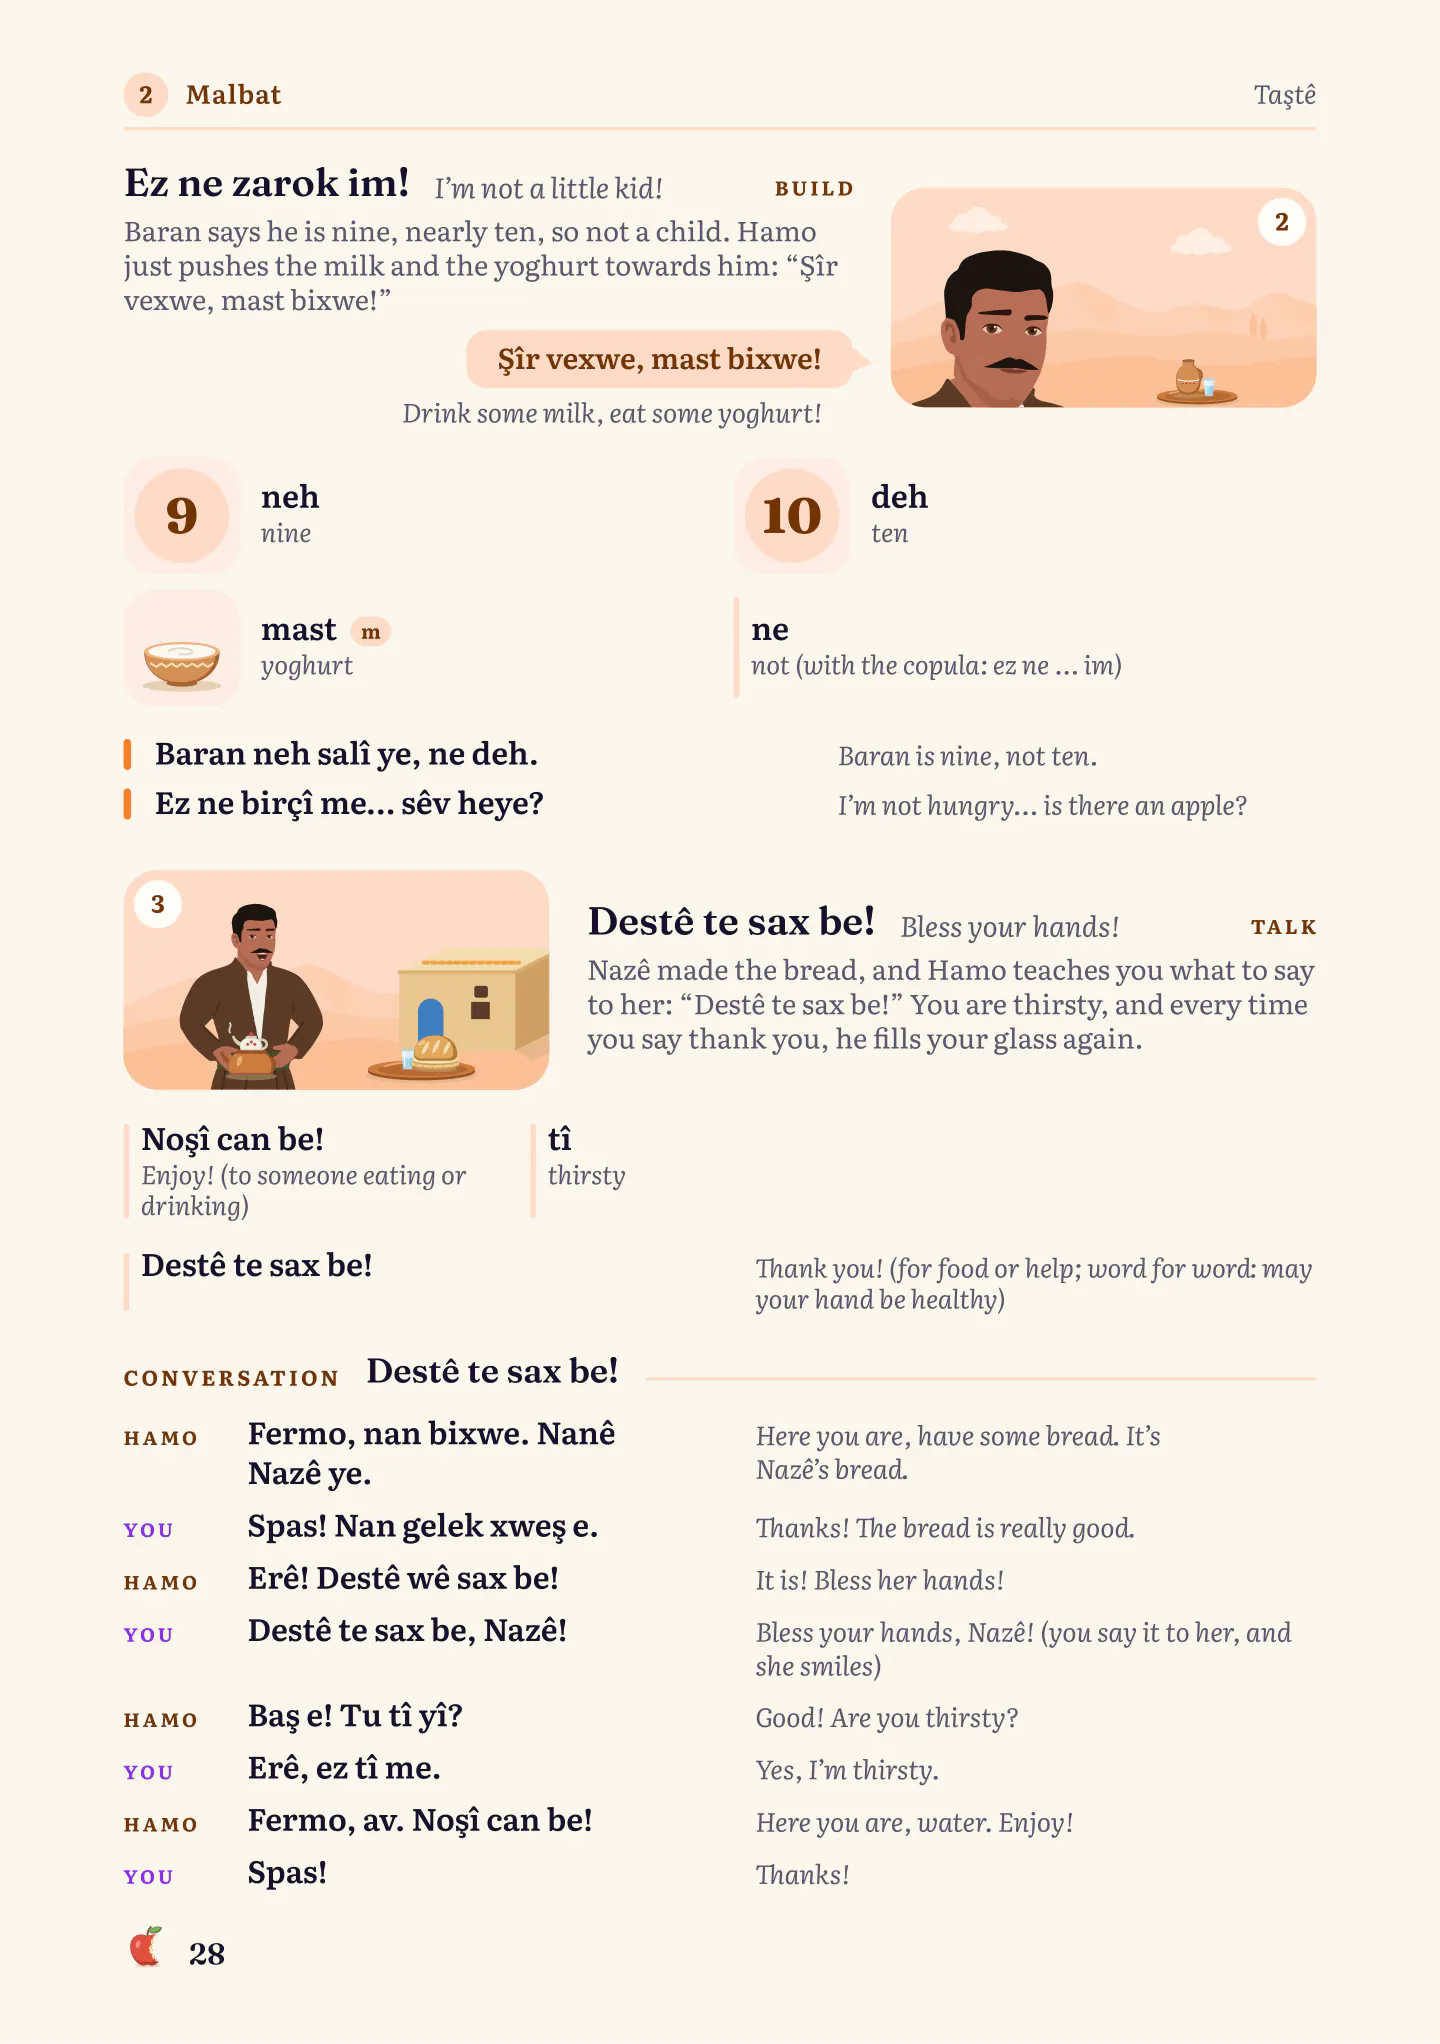 2 Malbat
Taştê
Ez ne zarok im! I’m not a little kid! BUILD
Baran says he is nine, nearly ten, so not a child. Hamo
just pushes the milk and the yoghurt towards him: “Şîr
vexwe, mast bixwe!”
Şîr vexwe, mast bixwe!
Drink some milk, eat some yoghurt!
2
9 neh
nine
10 deh
ten
mast m
yoghurt
ne
not (with the copula: ez ne … im)
Baran neh salî ye, ne deh. Baran is nine, not ten.
Ez ne birçî me… sêv heye? I’m not hungry… is there an apple?
3
Destê te sax be! Bless your hands! TALK
Nazê made the bread, and Hamo teaches you what to say
to her: “Destê te sax be!” You are thirsty, and every time
you say thank you, he fills your glass again.
Noşî can be!
Enjoy! (to someone eating or
drinking)
tî
thirsty
Destê te sax be!
Thank you! (for food or help; word for word: may
your hand be healthy)
CONVERSATION Destê te sax be!
HAMO Fermo, nan bixwe. Nanê
Nazê ye.
Here you are, have some bread. It’s
Nazê’s bread.
YOU Spas! Nan gelek xweş e. Thanks! The bread is really good.
HAMO Erê! Destê wê sax be! It is! Bless her hands!
YOU Destê te sax be, Nazê! Bless your hands, Nazê! (you say it to her, and
she smiles)
HAMO Baş e! Tu tî yî? Good! Are you thirsty?
YOU Erê, ez tî me. Yes, I’m thirsty.
HAMO Fermo, av. Noşî can be! Here you are, water. Enjoy!
YOU Spas! Thanks!
28